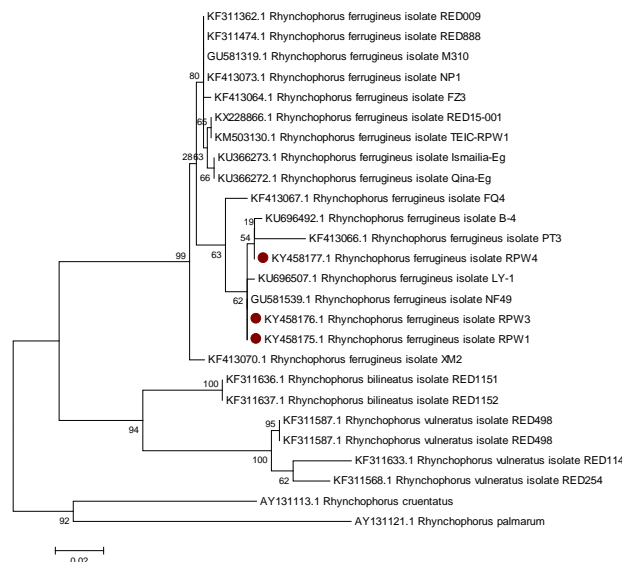 KF311362.1 Rhynchophorus ferrugineus isolate RED009
KF311474.1 Rhynchophorus ferrugineus isolate RED888
GU581319.1 Rhynchophorus ferrugineus isolate M310
80
KF413073.1 Rhynchophorus ferrugineus isolate NP1
KF413064.1 Rhynchophorus ferrugineus isolate FZ3
65
KX228866.1 Rhynchophorus ferrugineus isolate RED15-001
KM503130.1 Rhynchophorus ferrugineus isolate TEIC-RPW1
28
63
KU366273.1 Rhynchophorus ferrugineus isolate Ismailia-Eg
66
KU366272.1 Rhynchophorus ferrugineus isolate Qina-Eg
KF413067.1 Rhynchophorus ferrugineus isolate FQ4
19
KU696492.1 Rhynchophorus ferrugineus isolate B-4
54
KF413066.1 Rhynchophorus ferrugineus isolate PT3
63
99
KY458177.1 Rhynchophorus ferrugineus isolate RPW4
KU696507.1 Rhynchophorus ferrugineus isolate LY-1
62
GU581539.1 Rhynchophorus ferrugineus isolate NF49
KY458176.1 Rhynchophorus ferrugineus isolate RPW3
KY458175.1 Rhynchophorus ferrugineus isolate RPW1
KF413070.1 Rhynchophorus ferrugineus isolate XM2
100
KF311636.1 Rhynchophorus bilineatus isolate RED1151
KF311637.1 Rhynchophorus bilineatus isolate RED1152
94
95
KF311587.1 Rhynchophorus vulneratus isolate RED498
KF311587.1 Rhynchophorus vulneratus isolate RED498
100
KF311633.1 Rhynchophorus vulneratus isolate RED114
62
KF311568.1 Rhynchophorus vulneratus isolate RED254
AY131113.1 Rhynchophorus cruentatus
92
AY131121.1 Rhynchophorus palmarum
0.02